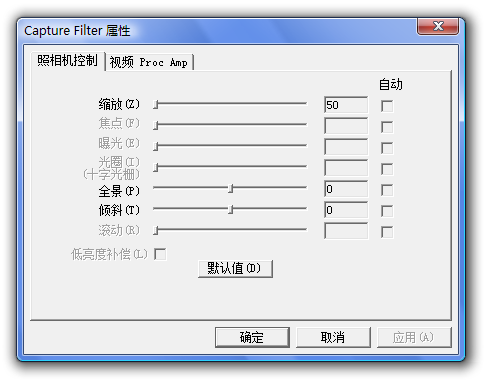 Capture Filter 属性
照相机控制 视频 Proc Amp
自动
缩放(Z) 50
焦点(F)
曝光(E)
光圈(I)
(十字光栅)
全景(P) 0
倾斜(T) 0
滚动(R)
低亮度补偿(L)
默认值(D)
确定 取消 应用(A)